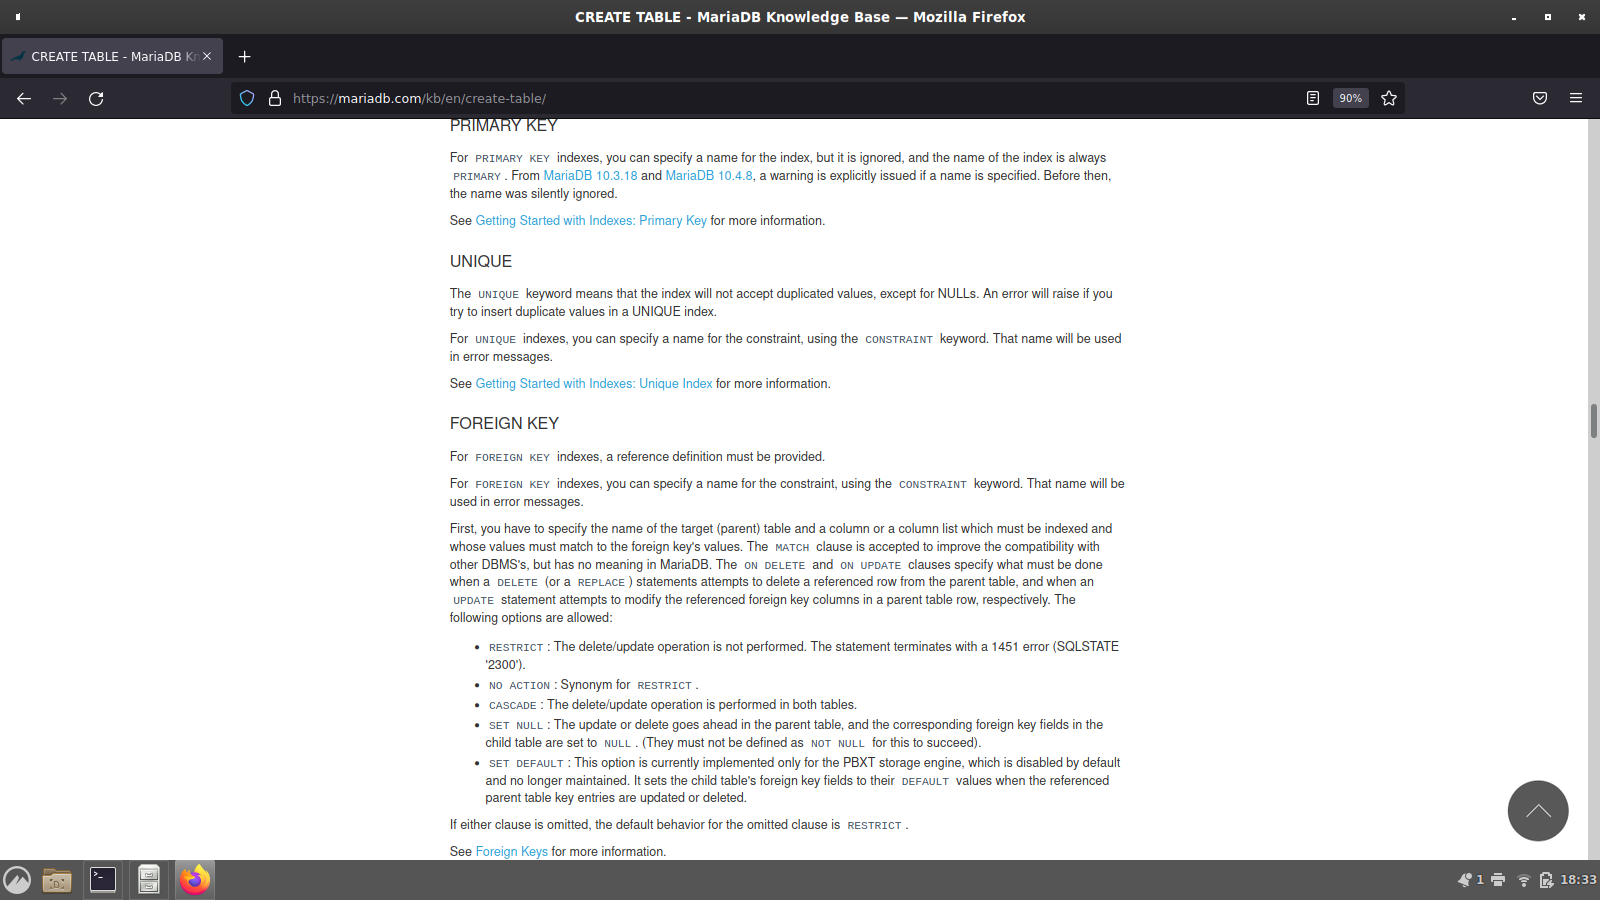 CREATE TABLE - MariaDB Knowledge Base — Mozilla Firefox
CREATE TABLE - MariaDB Kn
https://mariadb.com/kb/en/create-table/
90%
PRIMARY KEY
For PRIMARY KEY indexes, you can specify a name for the index, but it is ignored, and the name of the index is always
PRIMARY . From MariaDB 10.3.18 and MariaDB 10.4.8, a warning is explicitly issued if a name is specified. Before then,
the name was silently ignored.
See Getting Started with Indexes: Primary Key for more information.
UNIQUE
The UNIQUE keyword means that the index will not accept duplicated values, except for NULLs. An error will raise if you
try to insert duplicate values in a UNIQUE index.
For UNIQUE indexes, you can specify a name for the constraint, using the CONSTRAINT keyword. That name will be used
in error messages.
See Getting Started with Indexes: Unique Index for more information.
FOREIGN KEY
For FOREIGN KEY indexes, a reference definition must be provided.
For FOREIGN KEY indexes, you can specify a name for the constraint, using the CONSTRAINT keyword. That name will be
used in error messages.
First, you have to specify the name of the target (parent) table and a column or a column list which must be indexed and
whose values must match to the foreign key's values. The MATCH clause is accepted to improve the compatibility with
other DBMS's, but has no meaning in MariaDB. The ON DELETE and ON UPDATE clauses specify what must be done
when a DELETE (or a REPLACE ) statements attempts to delete a referenced row from the parent table, and when an
UPDATE statement attempts to modify the referenced foreign key columns in a parent table row, respectively. The
following options are allowed:
• RESTRICT : The delete/update operation is not performed. The statement terminates with a 1451 error (SQLSTATE
'2300').
• NO ACTION : Synonym for RESTRICT .
• CASCADE : The delete/update operation is performed in both tables.
• SET NULL : The update or delete goes ahead in the parent table, and the corresponding foreign key fields in the
child table are set to NULL . (They must not be defined as NOT NULL for this to succeed).
• SET DEFAULT : This option is currently implemented only for the PBXT storage engine, which is disabled by default
and no longer maintained. It sets the child table's foreign key fields to their DEFAULT values when the referenced
parent table key entries are updated or deleted.
If either clause is omitted, the default behavior for the omitted clause is RESTRICT .
See Foreign Keys for more information.
1
18:33